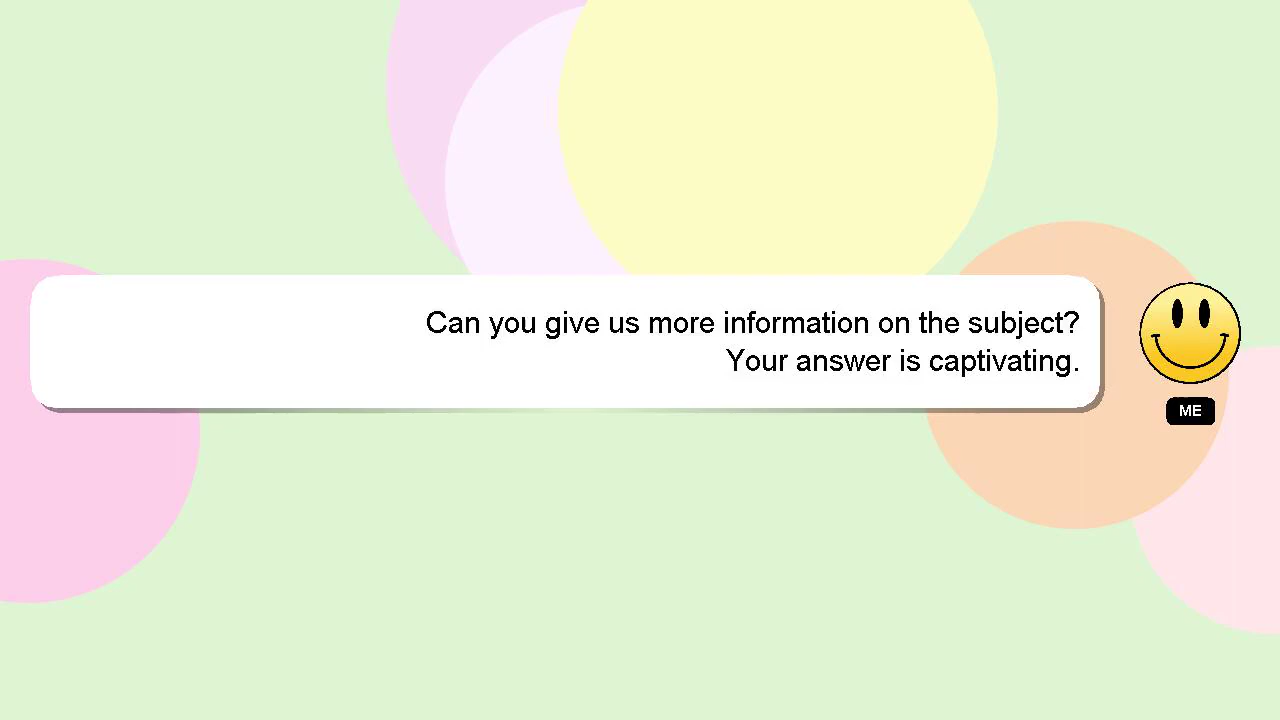 Can you give us more information on the subject?
Your answer is captivating.
ME